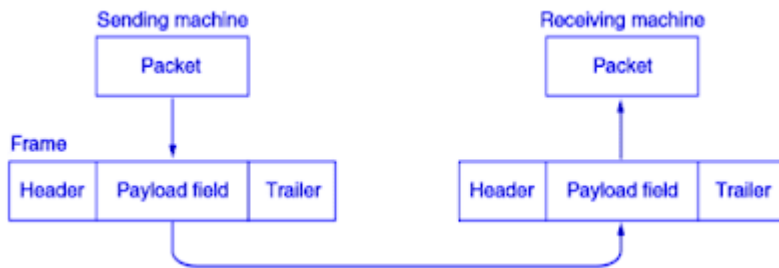 Sending machine
Receiving machine
Packet
Packet
Frame
Header Payload field Trailer
Header Payload field Trailer